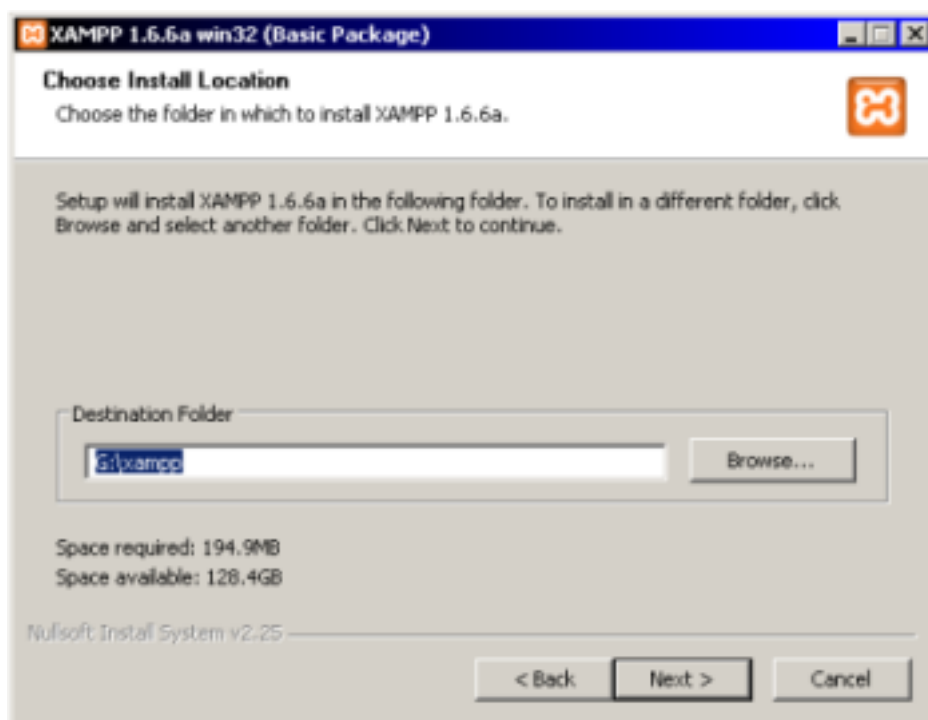 XAMPP 1.6.6a win32 (Basic Package)
Choose Install Location
Choose the folder in which to install XAMPP 1.6.6a.
Setup will install XAMPP 1.6.6a in the following folder. To install in a different folder, click
Browse and select another folder. Click Next to continue.
Destination Folder
G:\xampp
Browse...
Space required: 194.9MB
Space available: 128.4GB
Nullsoft Install System v2.25
< Back
Next >
Cancel